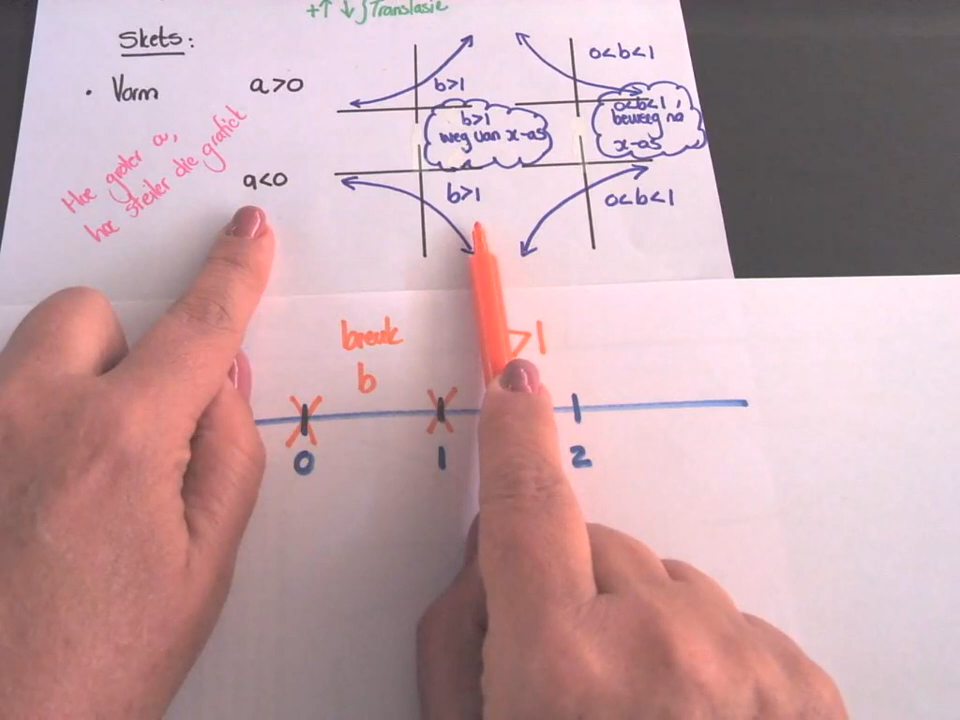 +↑ ↓ } Translasie
Skets:
• Vorm
a>0
b>1
0<b<1
b>1
weg van x-as
0<b<1,
beweeg na
x-as
Hoe groter a,
hoe steiler die grafiek
a<0
b>1
0<b<1
breuk
b
>1
0
1
2